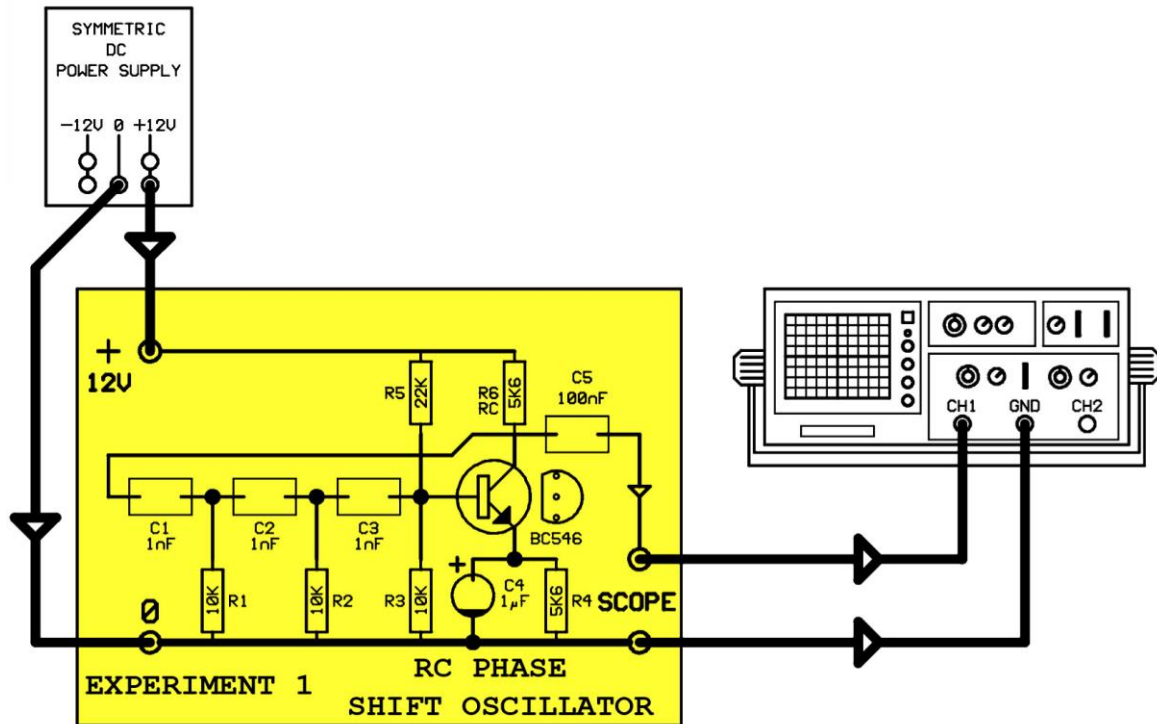 SYMMETRIC
DC
POWER SUPPLY
-12V 0 +12V
+
12V
R5
22K
R6
RC
5K6
C5
100nF
C1
1nF
C2
1nF
C3
1nF
BC546
10K
R1
10K
R2
R3
10K
+
C4
1µF
5K6
R4
SCOPE
0
EXPERIMENT 1
RC PHASE
SHIFT OSCILLATOR
CH1
GND
CH2